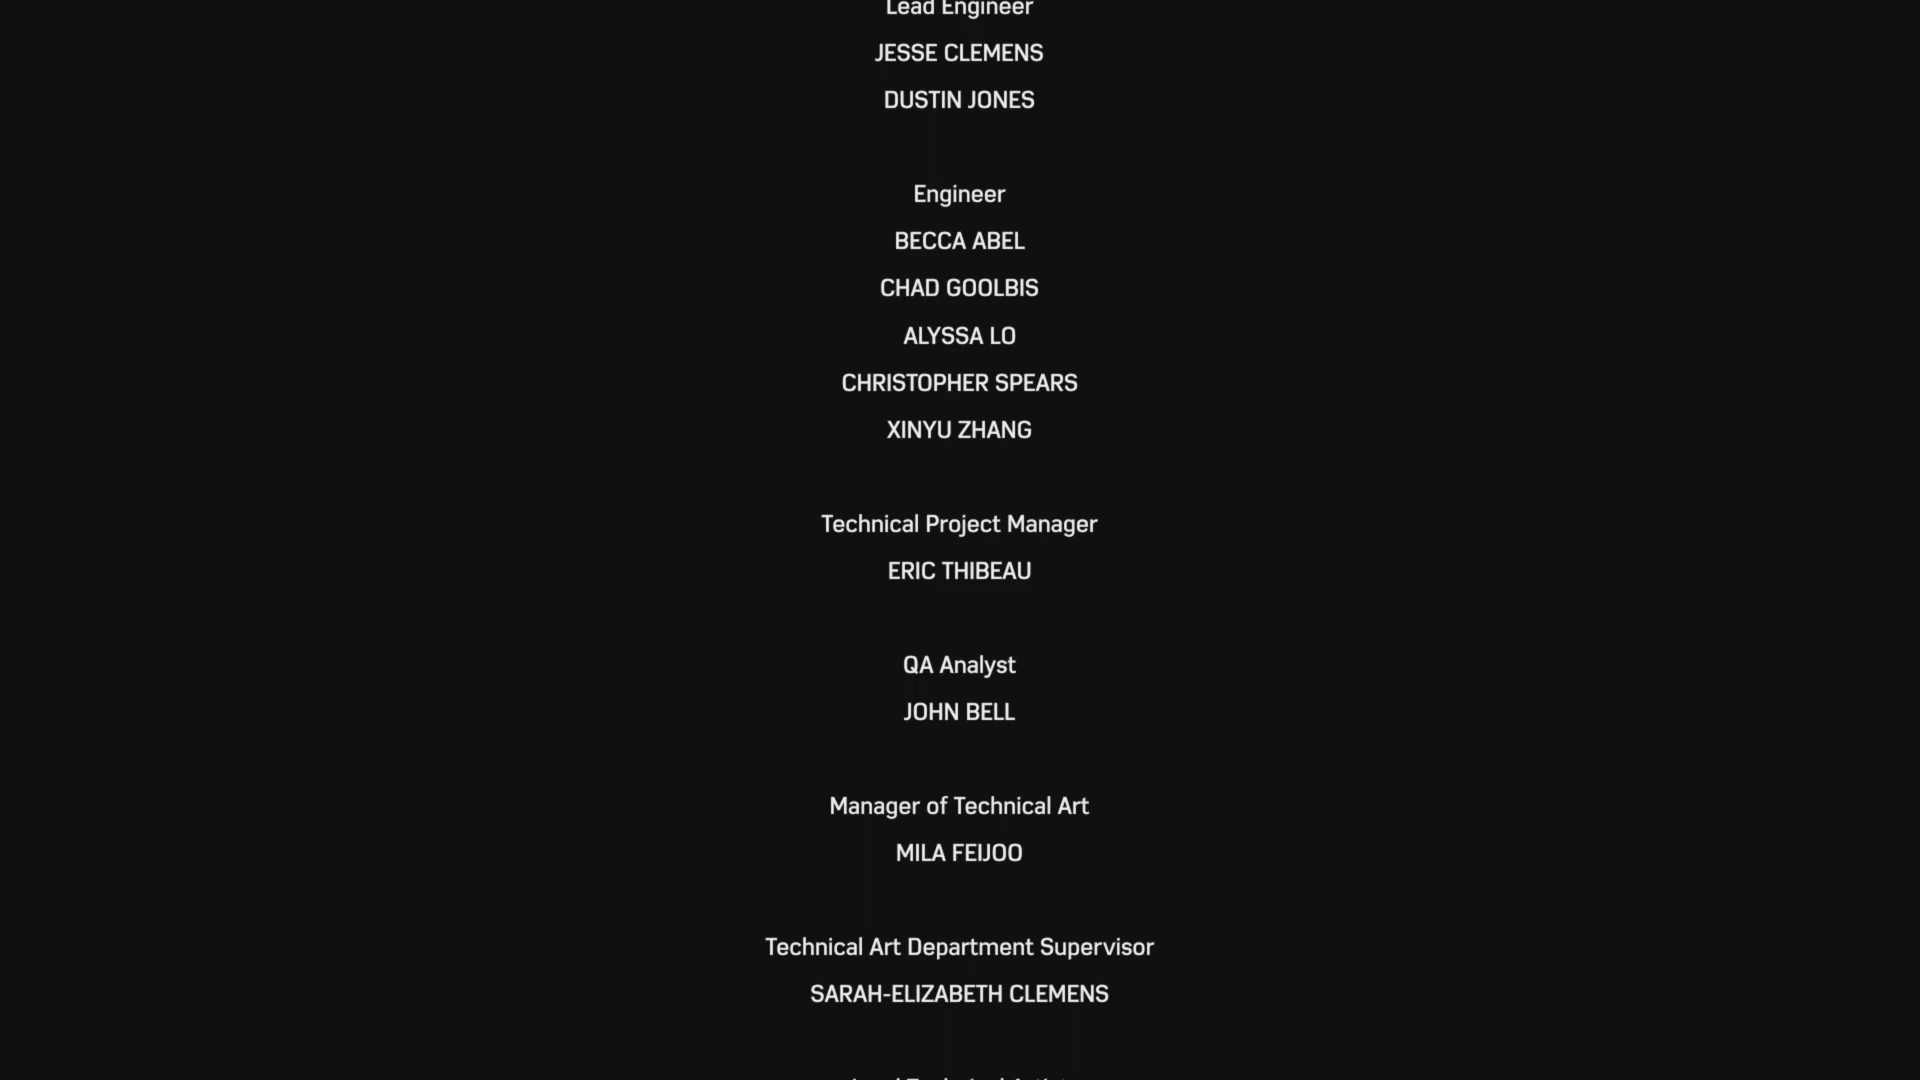 Lead Engineer
JESSE CLEMENS
DUSTIN JONES
Engineer
BECCA ABEL
CHAD GOOLBIS
ALYSSA LO
CHRISTOPHER SPEARS
XINYU ZHANG
Technical Project Manager
ERIC THIBEAU
QA Analyst
JOHN BELL
Manager of Technical Art
MILA FEIJOO
Technical Art Department Supervisor
SARAH-ELIZABETH CLEMENS